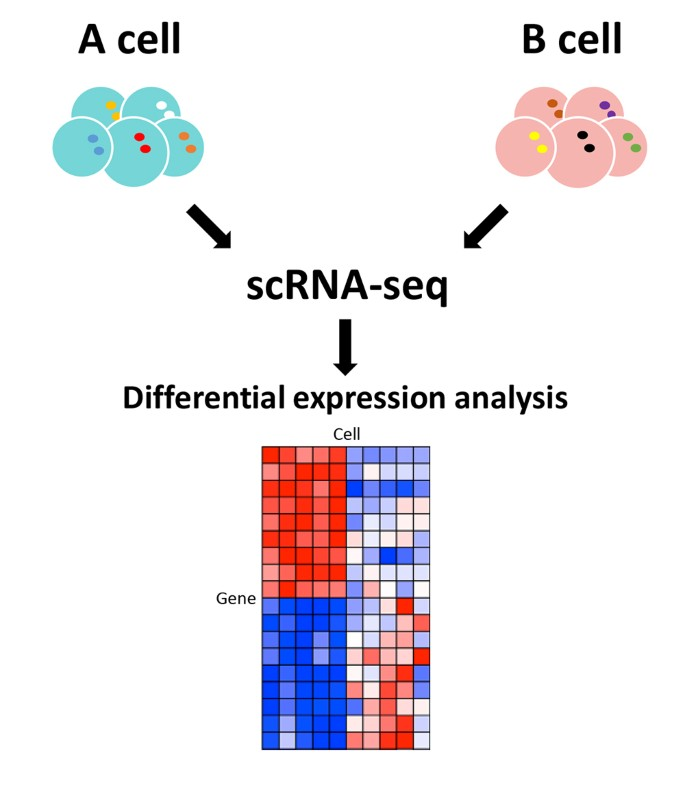 A cell
B cell
scRNA-seq
Differential expression analysis
Cell
Gene